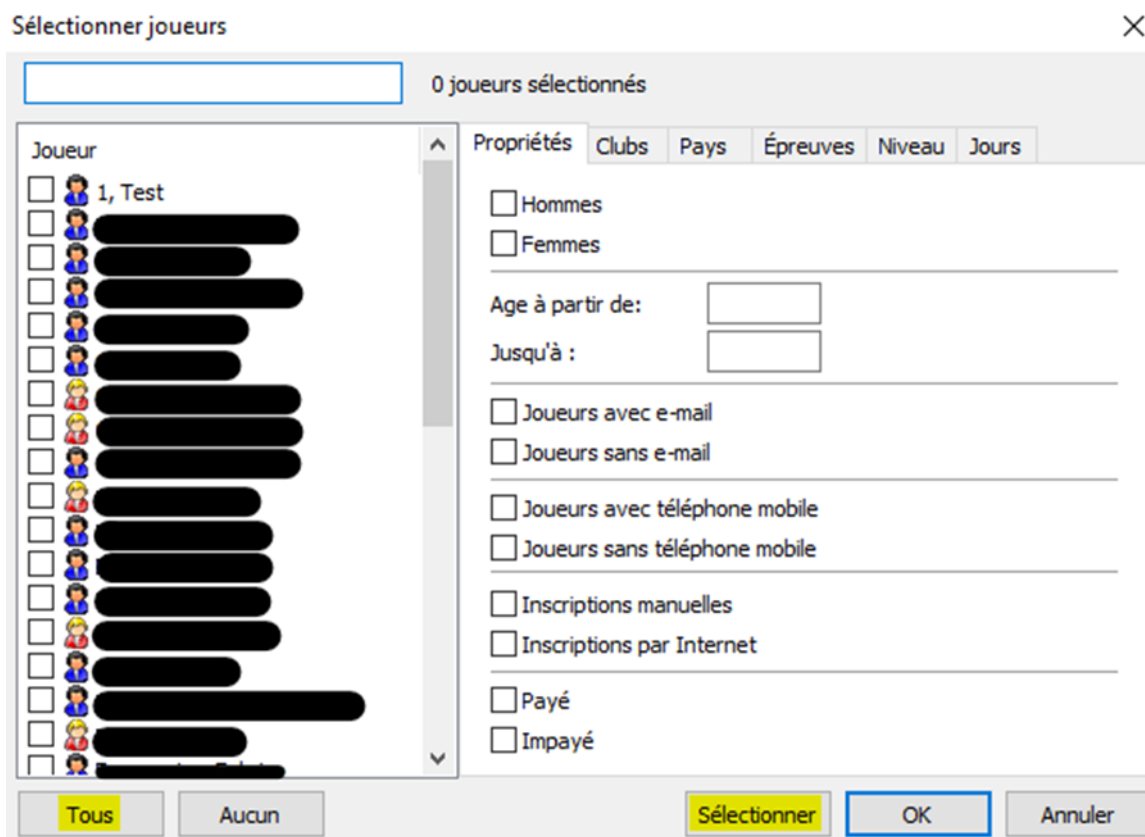 Sélectionner joueurs
0 joueurs sélectionnés
Joueur
1, Test
Propriétés Clubs Pays Épreuves Niveau Jours
Hommes
Femmes
Age à partir de:
Jusqu'à :
Joueurs avec e-mail
Joueurs sans e-mail
Joueurs avec téléphone mobile
Joueurs sans téléphone mobile
Inscriptions manuelles
Inscriptions par Internet
Payé
Impayé
Tous Aucun Sélectionner OK Annuler